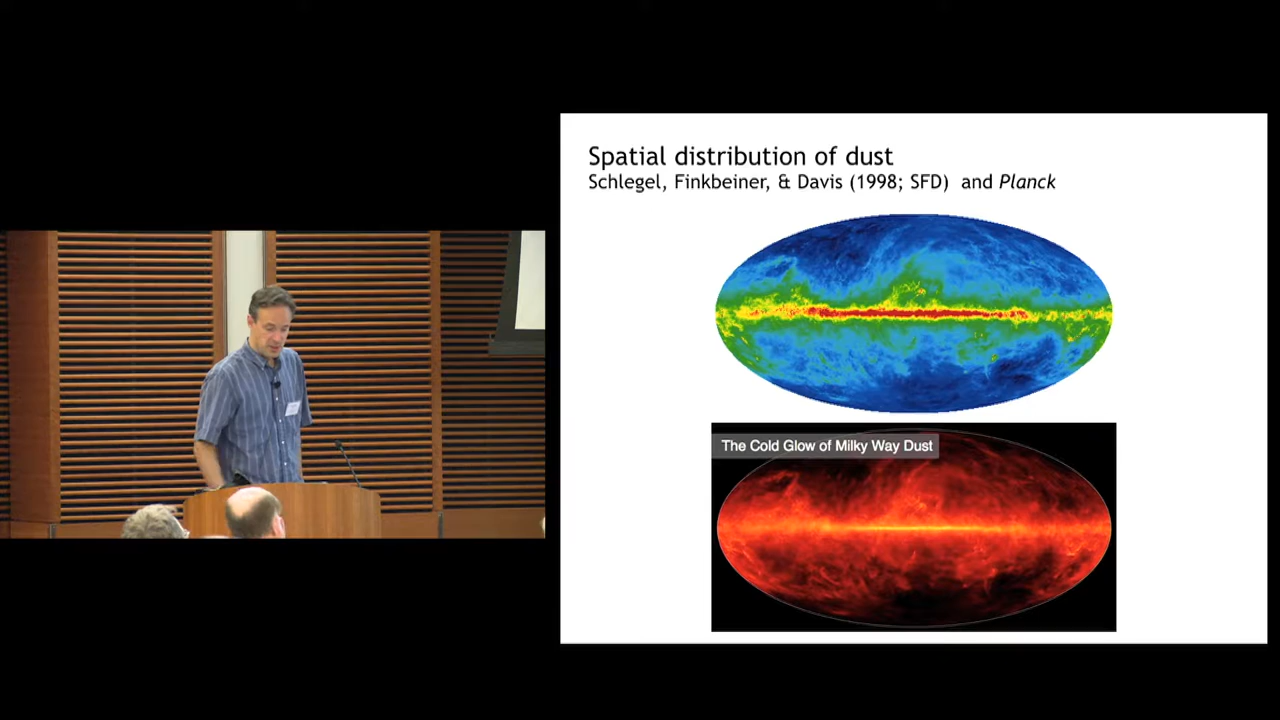 Spatial distribution of dust
Schlegel, Finkbeiner, & Davis (1998; SFD) and Planck
The Cold Glow of Milky Way Dust